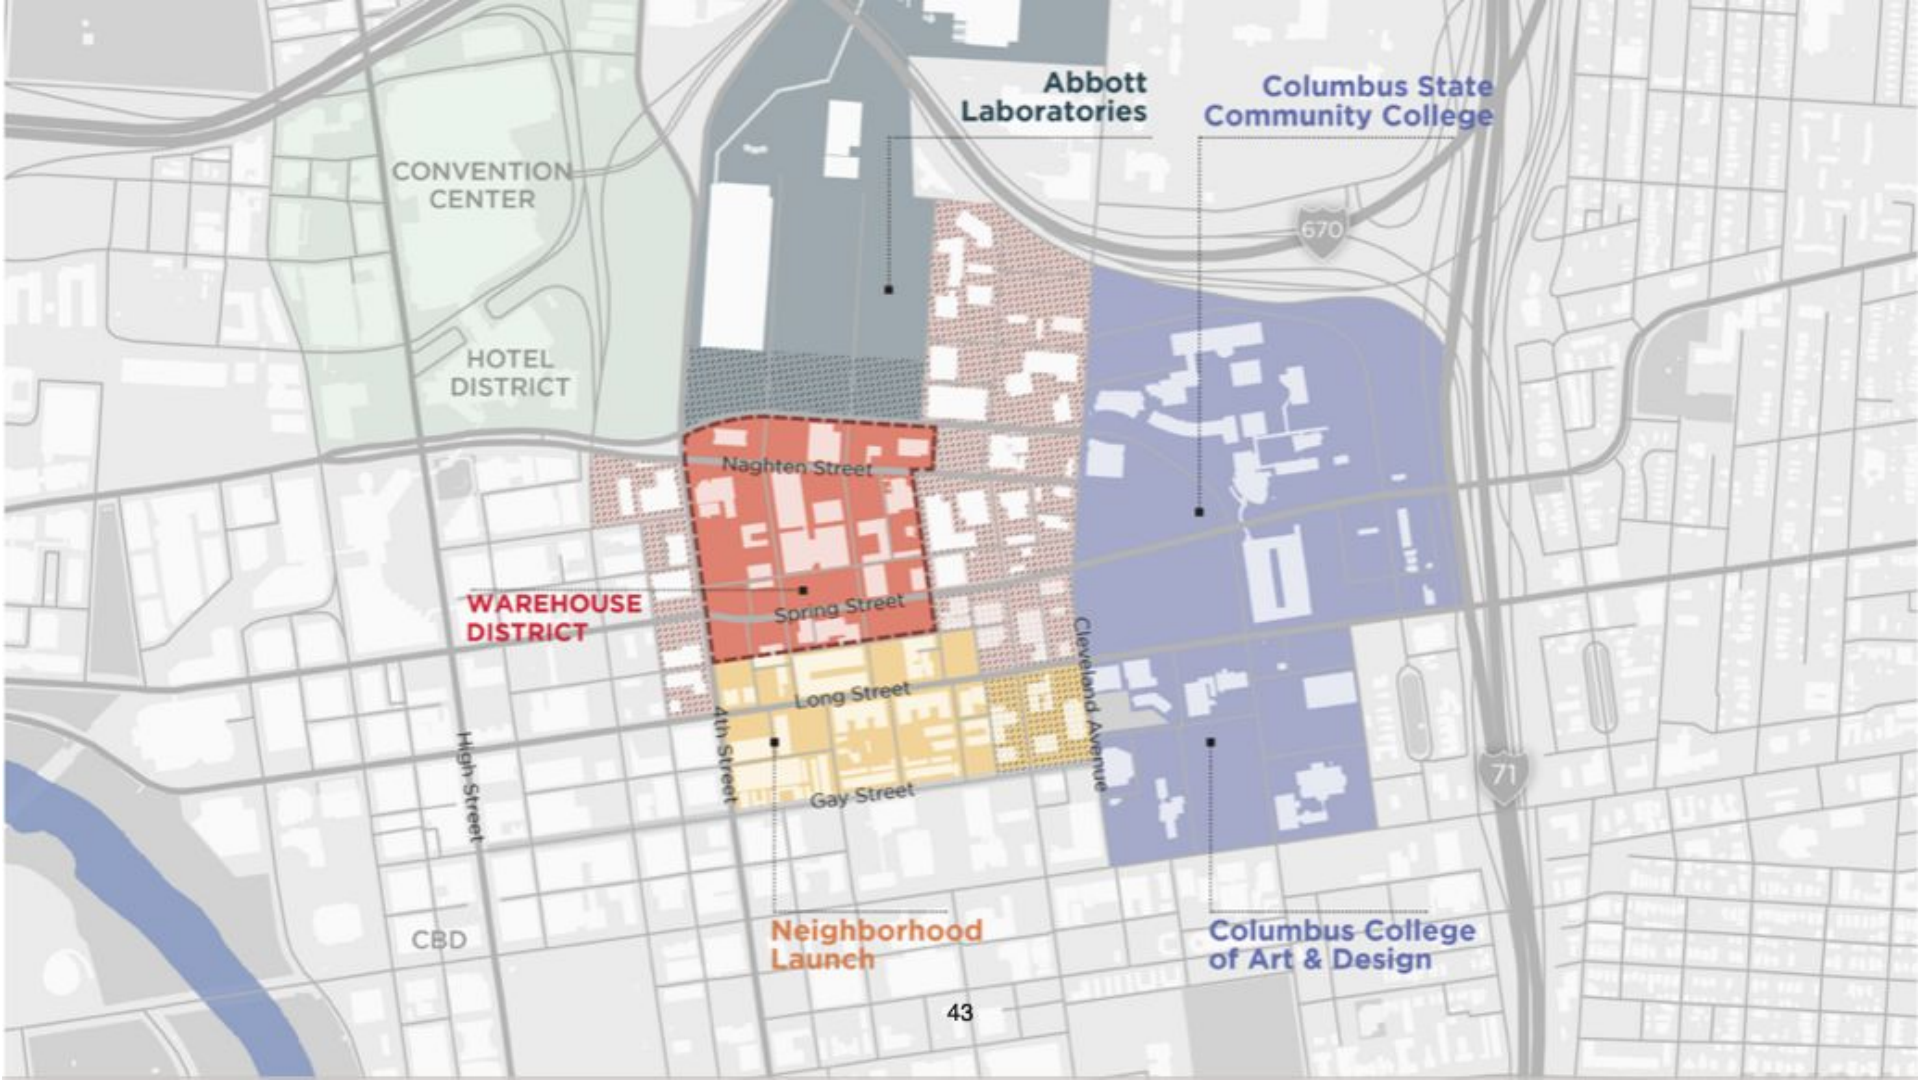 Abbott
Laboratories
Columbus State
Community College
CONVENTION
CENTER
670
HOTEL
DISTRICT
Naghten Street
WAREHOUSE
DISTRICT
Spring Street
Cleveland Avenue
Long Street
4th Street
High Street
Gay Street
71
CBD
Neighborhood
Launch
Columbus College
of Art & Design
43